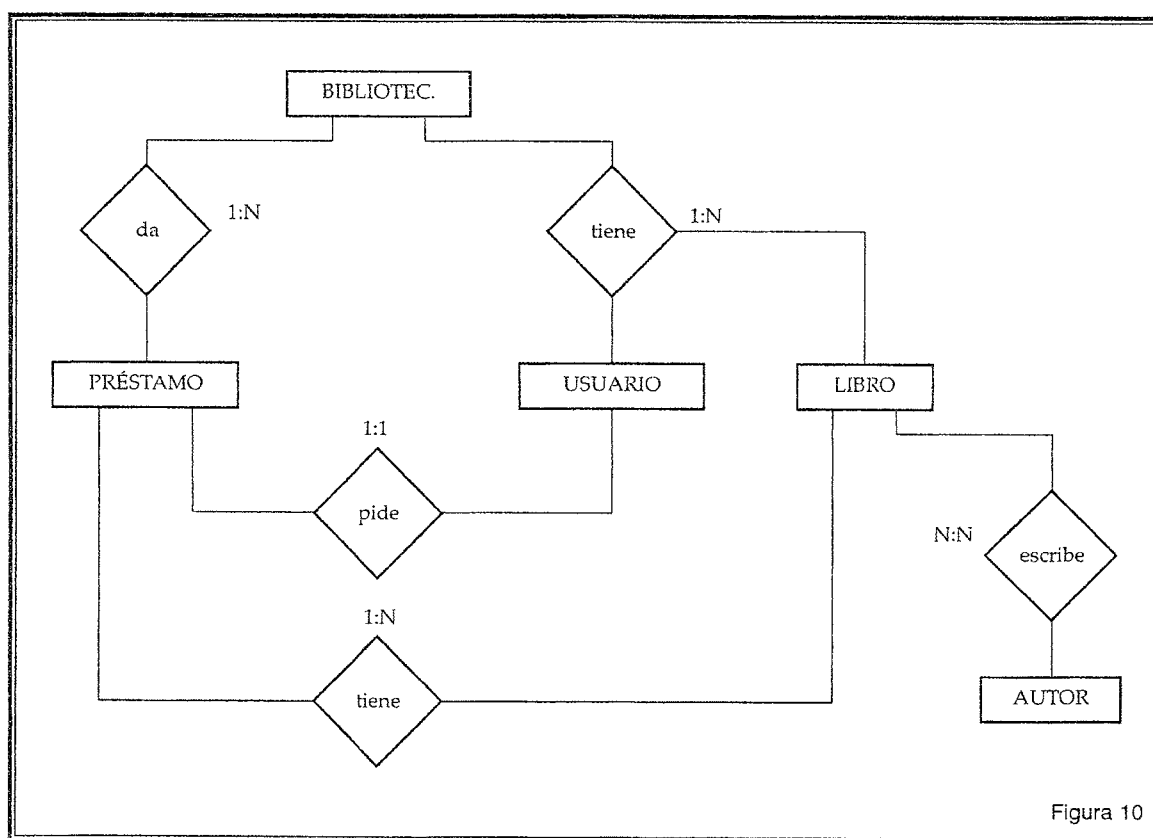 BIBLIOTEC.
da
1:N
tiene
1:N
PRÉSTAMO
USUARIO
LIBRO
1:1
pide
N:N
escribe
1:N
tiene
AUTOR
Figura 10